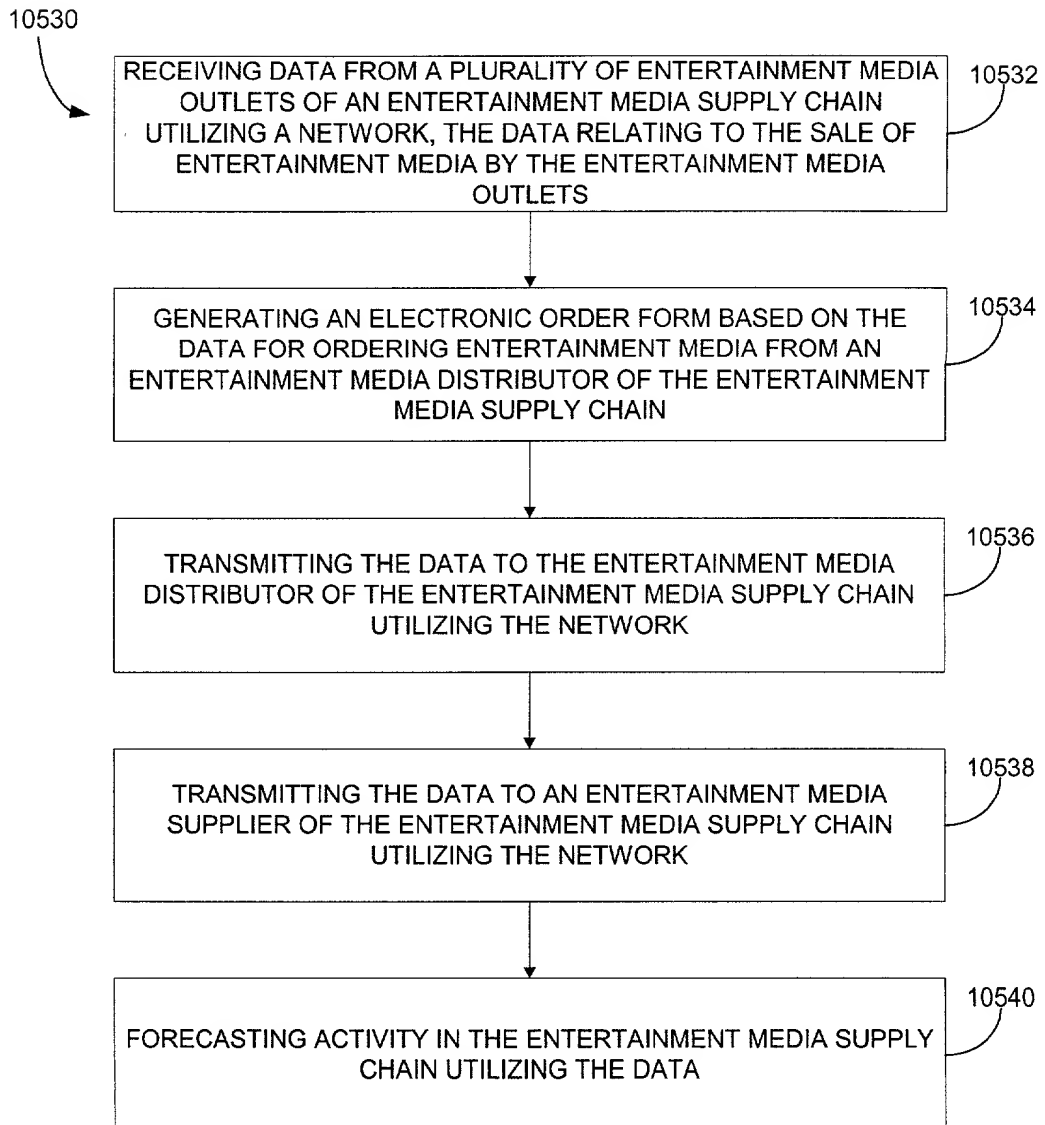 10530
RECEIVING DATA FROM A PLURALITY OF ENTERTAINMENT MEDIA
OUTLETS OF AN ENTERTAINMENT MEDIA SUPPLY CHAIN
UTILIZING A NETWORK, THE DATA RELATING TO THE SALE OF
ENTERTAINMENT MEDIA BY THE ENTERTAINMENT MEDIA
OUTLETS
10532
GENERATING AN ELECTRONIC ORDER FORM BASED ON THE
DATA FOR ORDERING ENTERTAINMENT MEDIA FROM AN
ENTERTAINMENT MEDIA DISTRIBUTOR OF THE ENTERTAINMENT
MEDIA SUPPLY CHAIN
10534
TRANSMITTING THE DATA TO THE ENTERTAINMENT MEDIA
DISTRIBUTOR OF THE ENTERTAINMENT MEDIA SUPPLY CHAIN
UTILIZING THE NETWORK
10536
TRANSMITTING THE DATA TO AN ENTERTAINMENT MEDIA
SUPPLIER OF THE ENTERTAINMENT MEDIA SUPPLY CHAIN
UTILIZING THE NETWORK
10538
FORECASTING ACTIVITY IN THE ENTERTAINMENT MEDIA SUPPLY
CHAIN UTILIZING THE DATA
10540